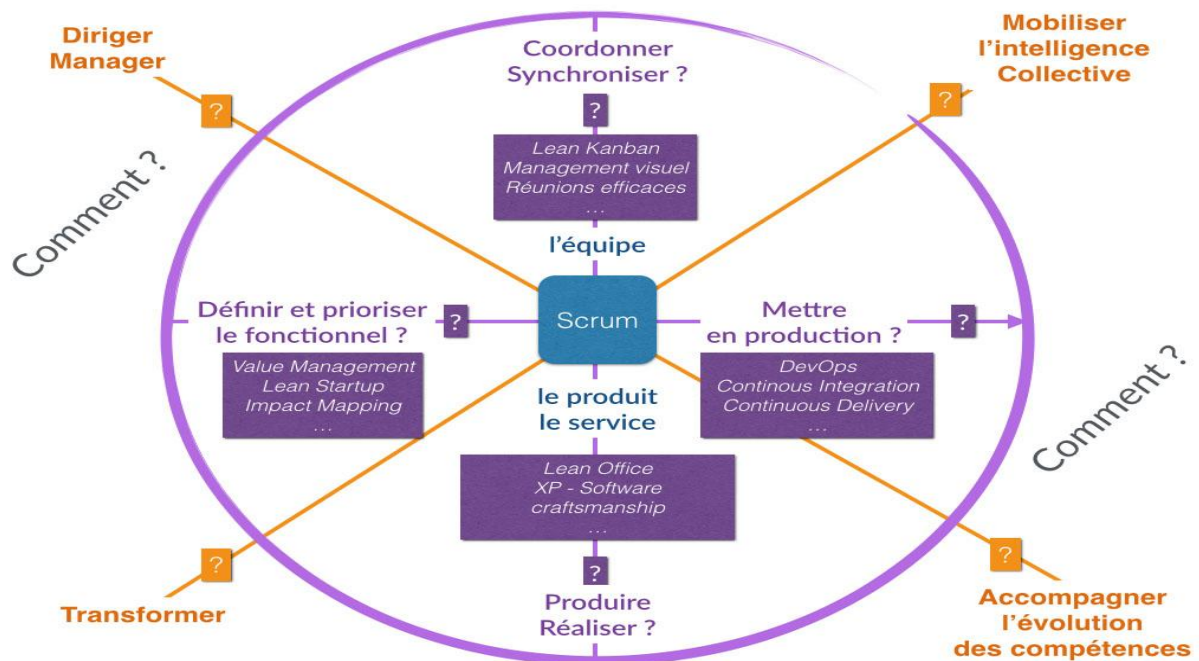 Diriger
Manager
?
Coordonner
Synchroniser ?
?
Mobiliser
l'intelligence
Collective
?
Comment ?
Lean Kanban
Management visuel
Réunions efficaces
...
l'équipe
Définir et prioriser
le fonctionnel ?
?
Value Management
Lean Startup
Impact Mapping
...
Scrum
Mettre
en production ?
?
DevOps
Continous Integration
Continuous Delivery
...
le produit
le service
Lean Office
XP - Software
craftsmanship
...
?
Produire
Réaliser ?
Comment ?
?
Transformer
?
Accompagner
l'évolution
des compétences